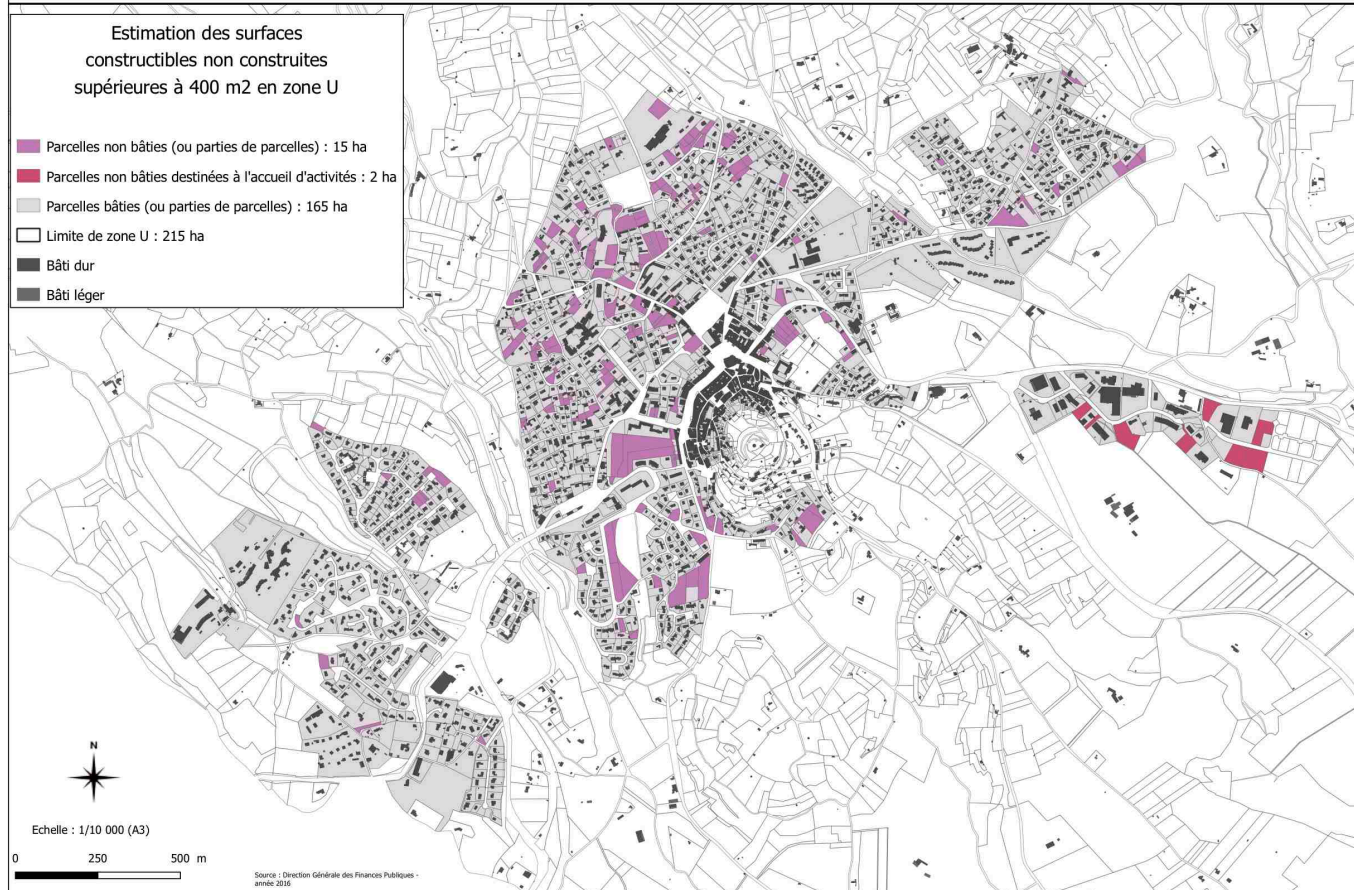 Estimation des surfaces
constructibles non construites
supérieures à 400 m2 en zone U
Parcelles non bâties (ou parties de parcelles) : 15 ha
Parcelles non bâties destinées à l'accueil d'activités : 2 ha
Parcelles bâties (ou parties de parcelles) : 165 ha
Limite de zone U : 215 ha
Bâti dur
Bâti léger
N
Echelle : 1/10 000 (A3)
0 250 500 m
Source : Direction Générale des Finances Publiques -
année 2016